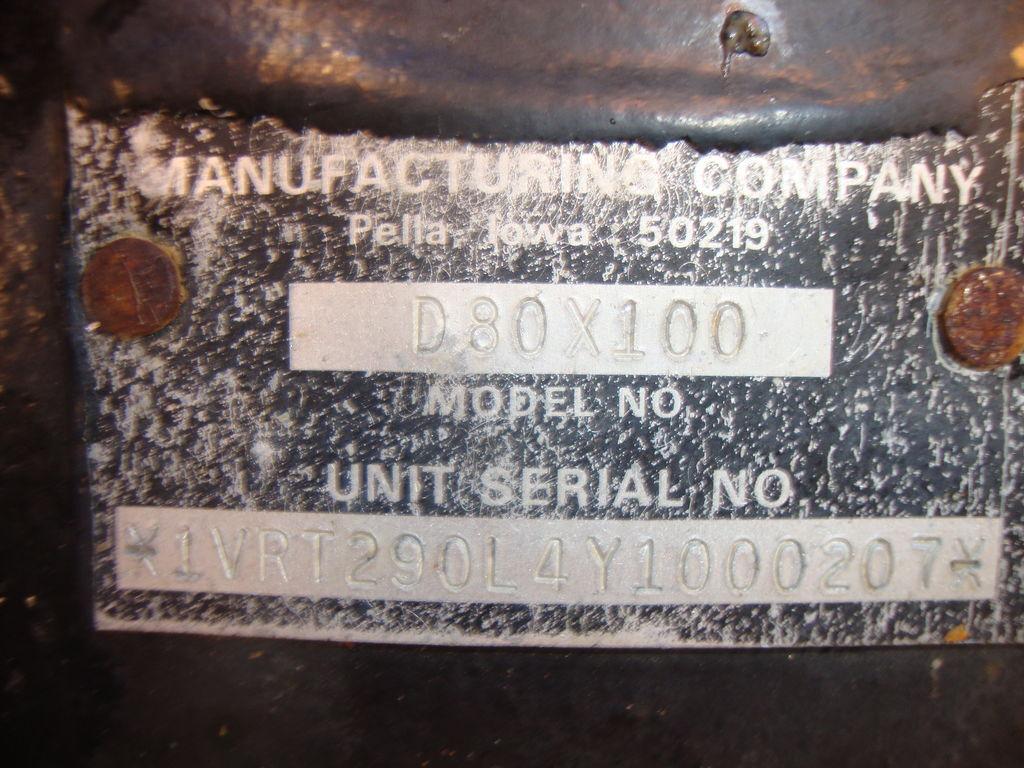 MANUFACTURING COMPANY
Pella, Iowa 50219
D80X100
MODEL NO.
UNIT SERIAL NO.
*1VRT290L4Y1000207*